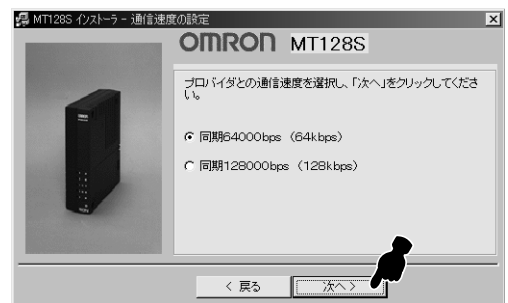 MT128S インストーラ - 通信速度の設定
OMRON MT128S
プロバイダとの通信速度を選択し、「次へ」をクリックしてくださ
い。
同期64000bps （64kbps）
同期128000bps （128kbps）
< 戻る
次へ >